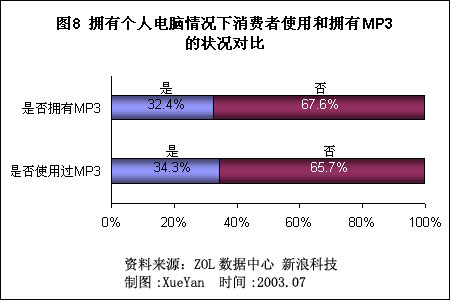 图8 拥有个人电脑情况下消费者使用和拥有MP3
的状况对比
是 否
是否拥有MP3 32.4% 67.6%
是 否
是否使用过MP3 34.3% 65.7%
0% 20% 40% 60% 80% 100%
资料来源：ZOL数据中心 新浪科技
制图:XueYan 时间:2003.07